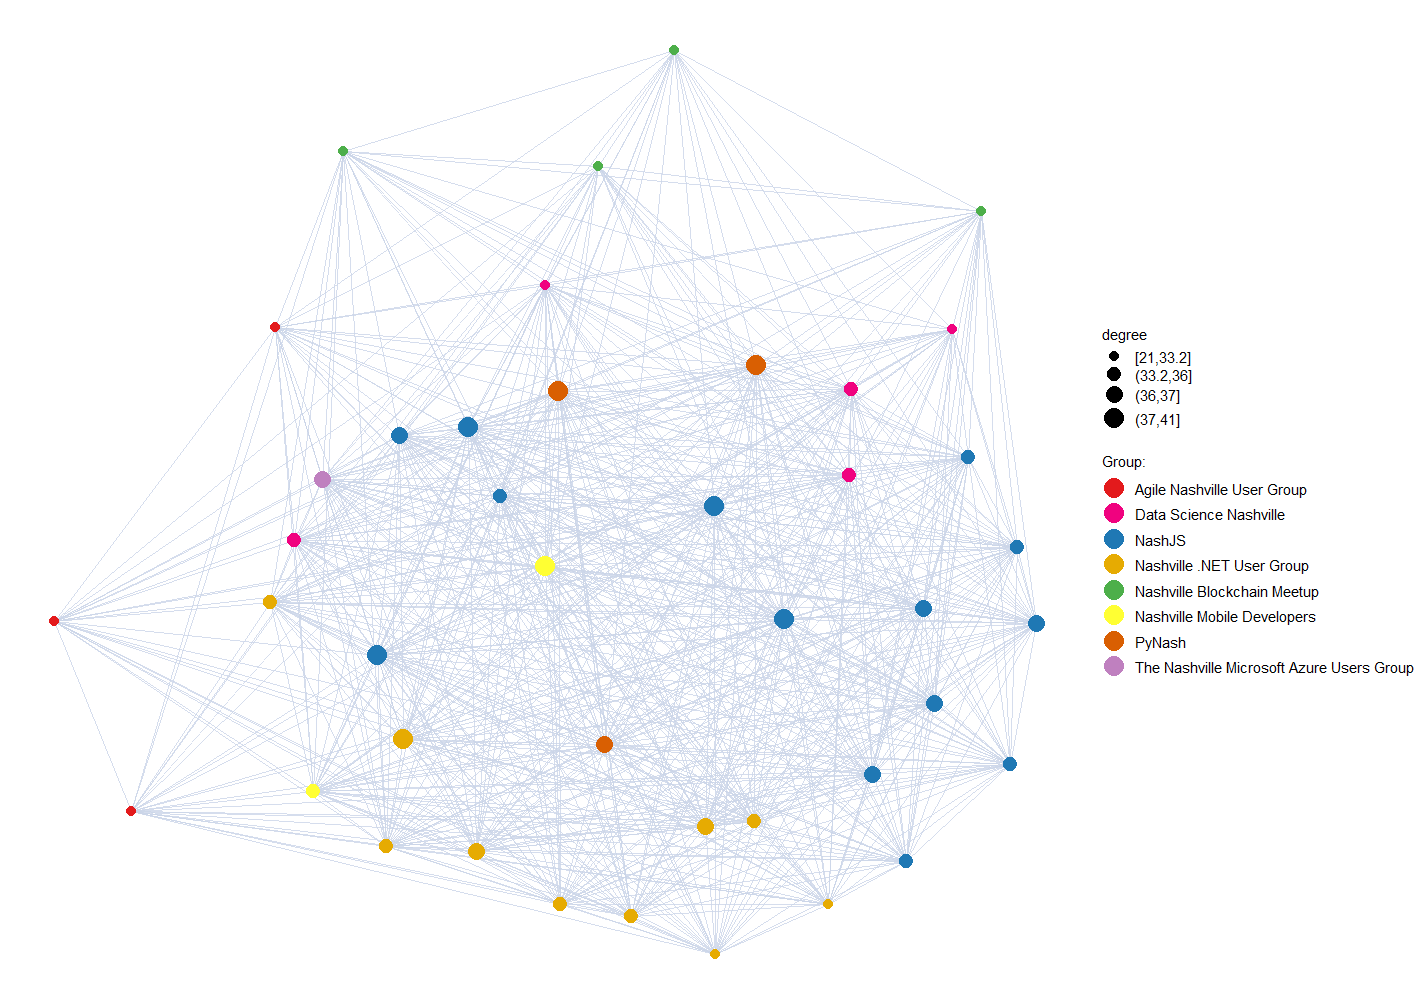 degree
[21,33.2]
(33.2,36]
(36,37]
(37,41]
Group:
Agile Nashville User Group
Data Science Nashville
NashJS
Nashville .NET User Group
Nashville Blockchain Meetup
Nashville Mobile Developers
PyNash
The Nashville Microsoft Azure Users Group